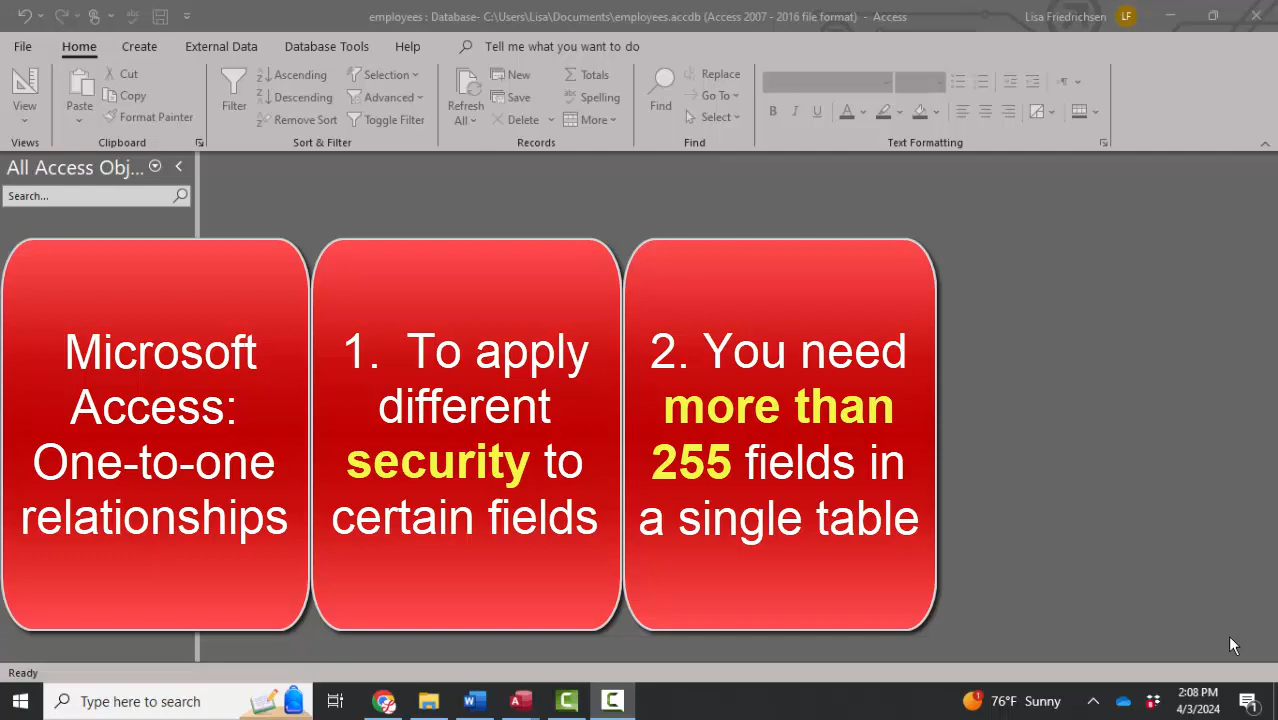 employees : Database- C:\Users\Lisa\Documents\employees.accdb (Access 2007 - 2016 file format) - Access
Lisa Friedrichsen
LF
File
Home
Create
External Data
Database Tools
Help
Tell me what you want to do
View
Paste
Cut
Copy
Format Painter
Filter
Ascending
Descending
Remove Sort
Selection
Advanced
Toggle Filter
Refresh
All
New
Save
Delete
Totals
Spelling
More
Find
Replace
Go To
Select
B I U A
Views
Clipboard
Sort & Filter
Records
Find
Text Formatting
All Access Obj...
Search...
Microsoft
Access:
One-to-one
relationships
1. To apply
different
security to
certain fields
2. You need
more than
255 fields in
a single table
Ready
Type here to search
1
76°F Sunny
2:08 PM
4/3/2024
1